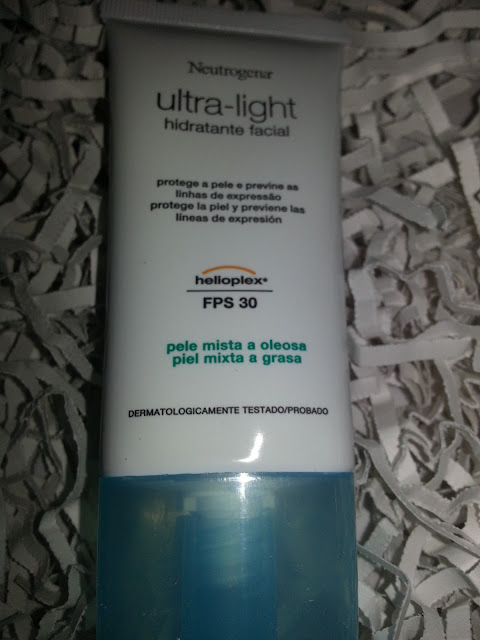 Neutrogena
ultra-light
hidratante facial
protege a pele e previne as
linhas de expressão
protege la piel y previene las
líneas de expresión
helioplex®
FPS 30
pele mista a oleosa
piel mixta a grasa
DERMATOLOGICAMENTE TESTADO/PROBADO